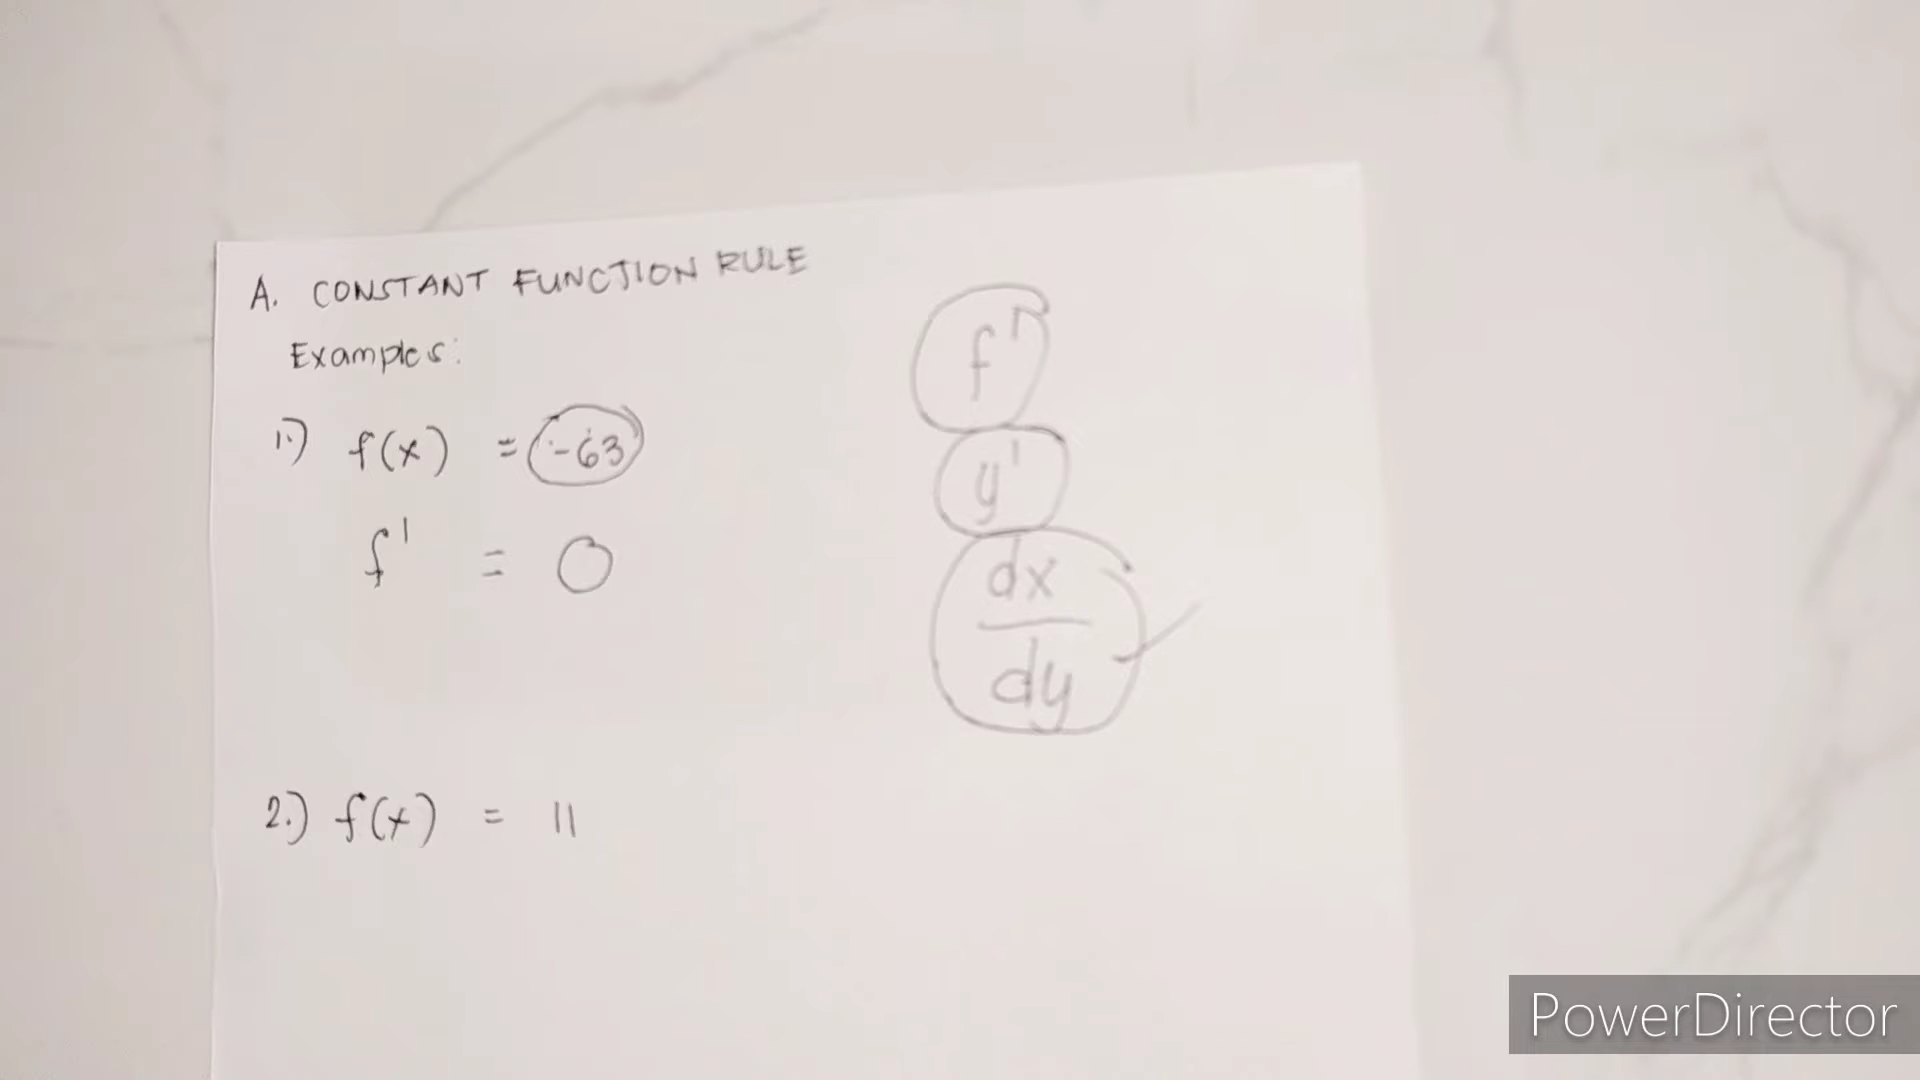 A. CONSTANT FUNCTION RULE
Examples:
1.) f(x) = -63
f' = 0
2.) f(x) = 11
f'
y'
dx
dy
PowerDirector